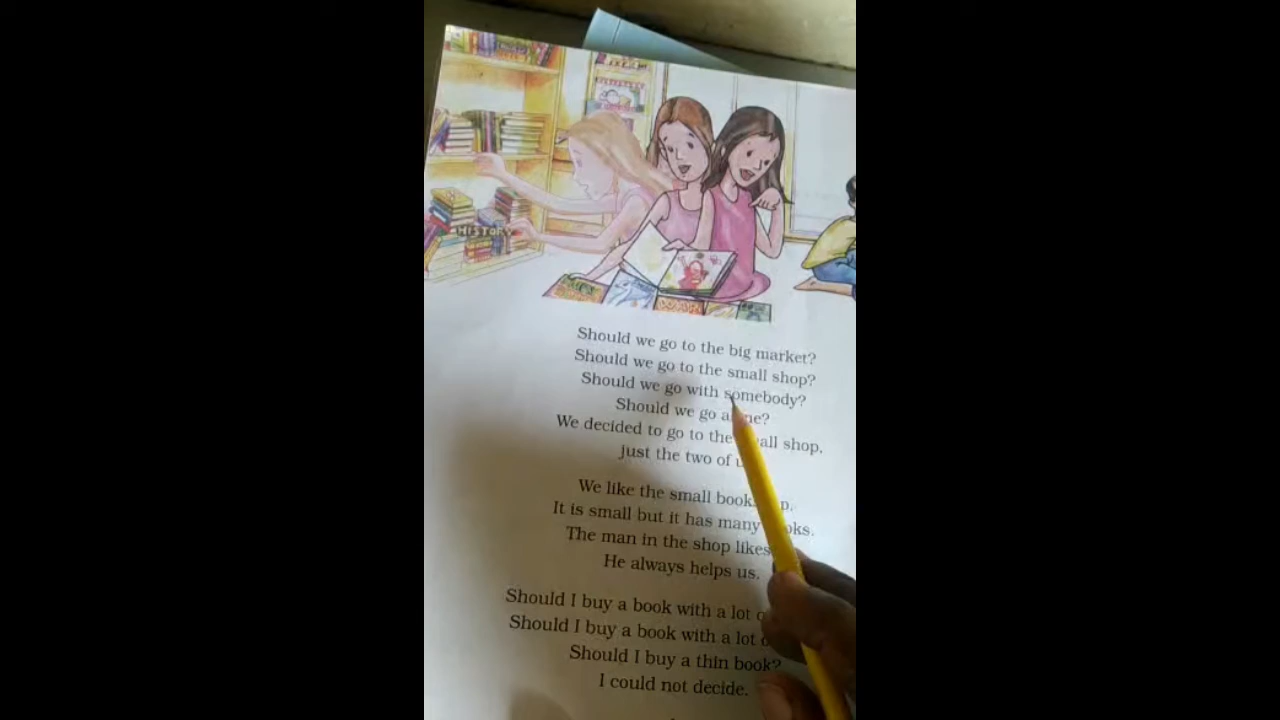 HISTORY
Should we go to the big market?
Should we go to the small shop?
Should we go with somebody?
Should we go
We decided to go to the shop,
just the two of
We like the small
It is small but it has many
The man in the shop likes
He always helps us.
Should I buy a book with a lot
Should I buy a book with a lot
Should I buy a thin book?
I could not decide.